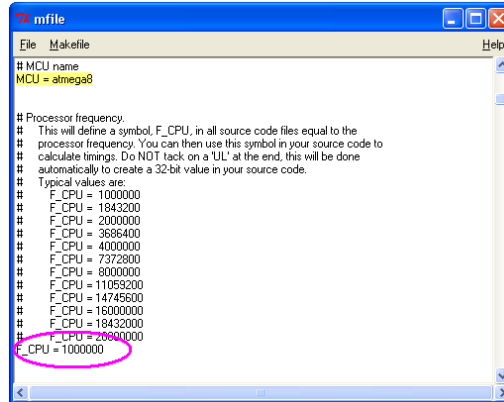 mfile
File Makefile Help
# MCU name
MCU = atmega8
# Processor frequency.
# This will define a symbol, F_CPU, in all source code files equal to the
# processor frequency. You can then use this symbol in your source code to
# calculate timings. Do NOT tack on a 'UL' at the end, this will be done
# automatically to create a 32-bit value in your source code.
# Typical values are:
# F_CPU = 1000000
# F_CPU = 1843200
# F_CPU = 2000000
# F_CPU = 3686400
# F_CPU = 4000000
# F_CPU = 7372800
# F_CPU = 8000000
# F_CPU = 11059200
# F_CPU = 14745600
# F_CPU = 16000000
# F_CPU = 18432000
# F_CPU = 20000000
F_CPU = 1000000